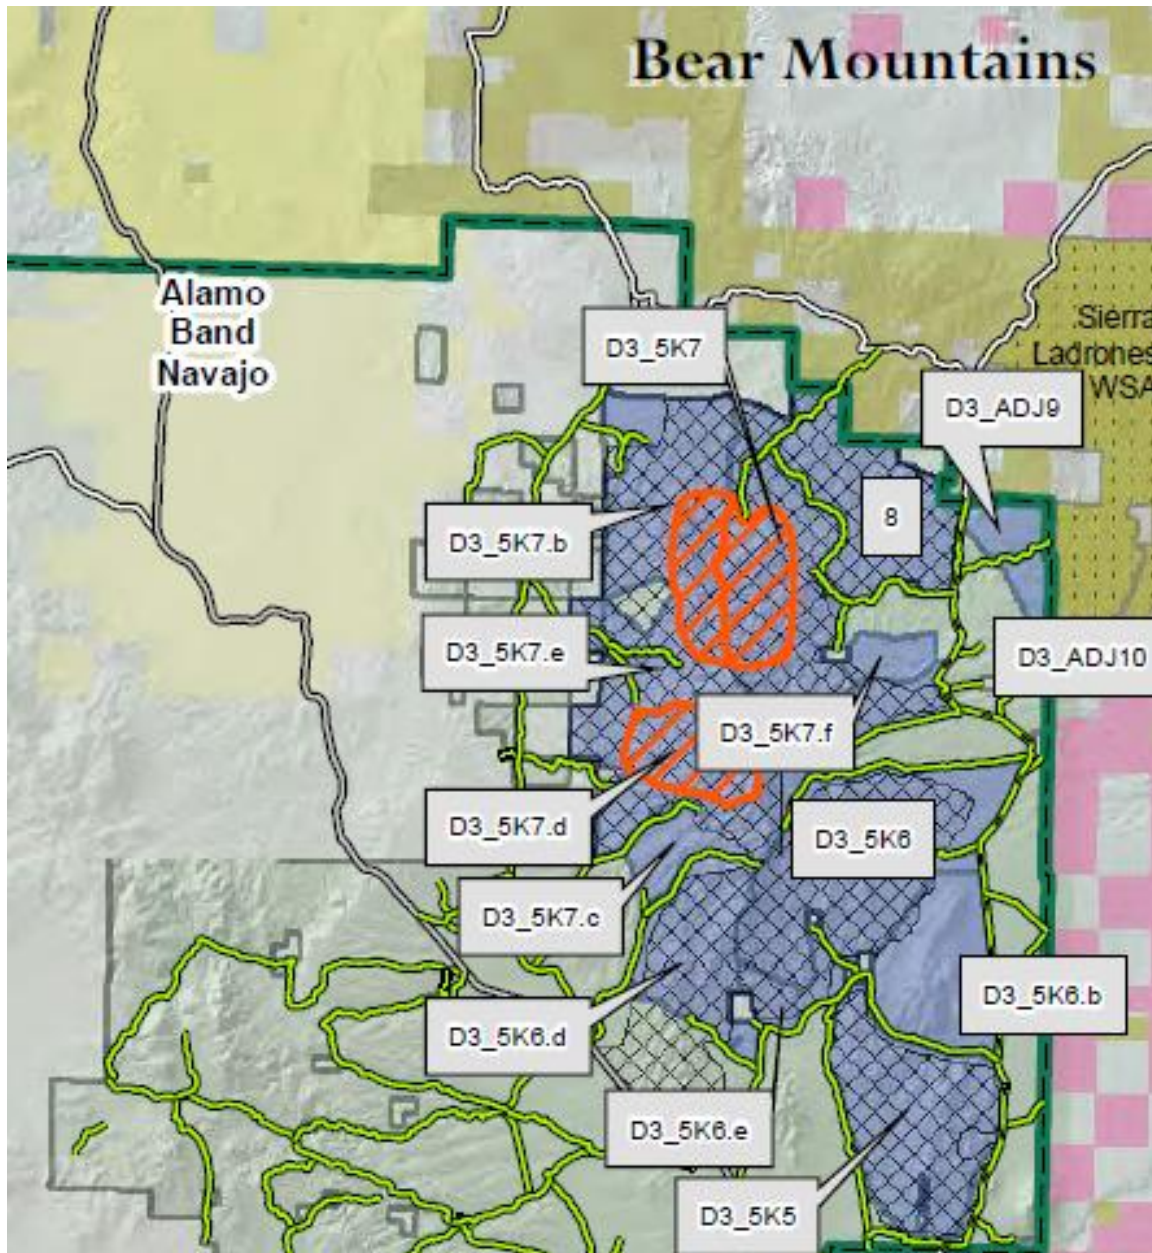 Bear Mountains
Alamo
Band
Navajo
Sierra
Ladrones
WSA
D3_5K7
D3_ADJ9
8
D3_5K7.b
D3_5K7.e
D3_ADJ10
D3_5K7.f
D3_5K7.d
D3_5K6
D3_5K7.c
D3_5K6.b
D3_5K6.d
D3_5K6.e
D3_5K5